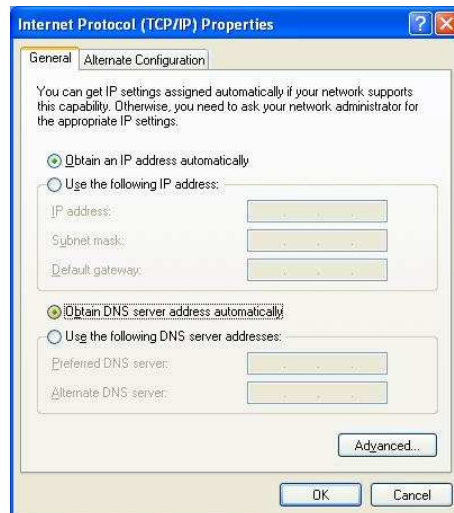 Internet Protocol (TCP/IP) Properties
General
Alternate Configuration
You can get IP settings assigned automatically if your network supports
this capability. Otherwise, you need to ask your network administrator for
the appropriate IP settings.
Obtain an IP address automatically
Use the following IP address:
IP address:
Subnet mask:
Default gateway:
Obtain DNS server address automatically
Use the following DNS server addresses:
Preferred DNS server:
Alternate DNS server:
Advanced...
OK
Cancel